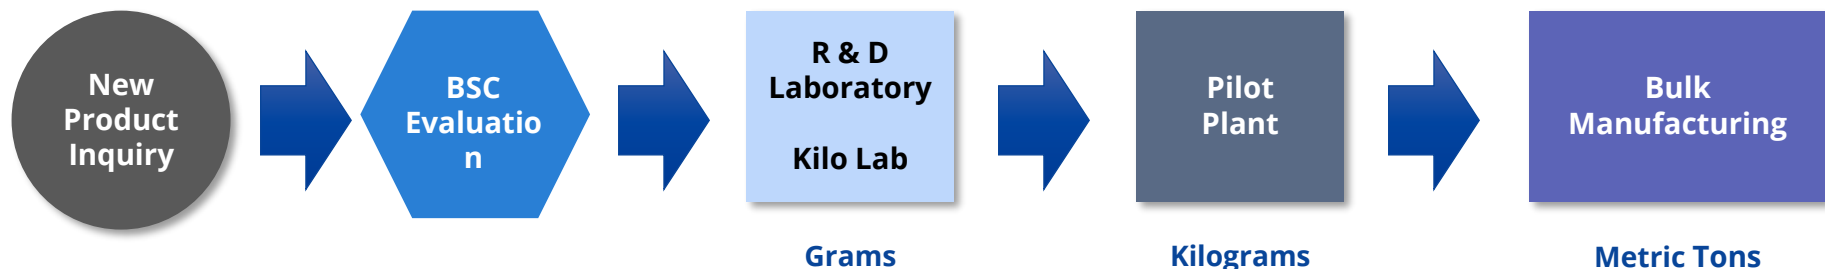 New
Product
Inquiry
BSC
Evaluatio
n
R & D
Laboratory
Kilo Lab
Pilot
Plant
Bulk
Manufacturing
Grams
Kilograms
Metric Tons